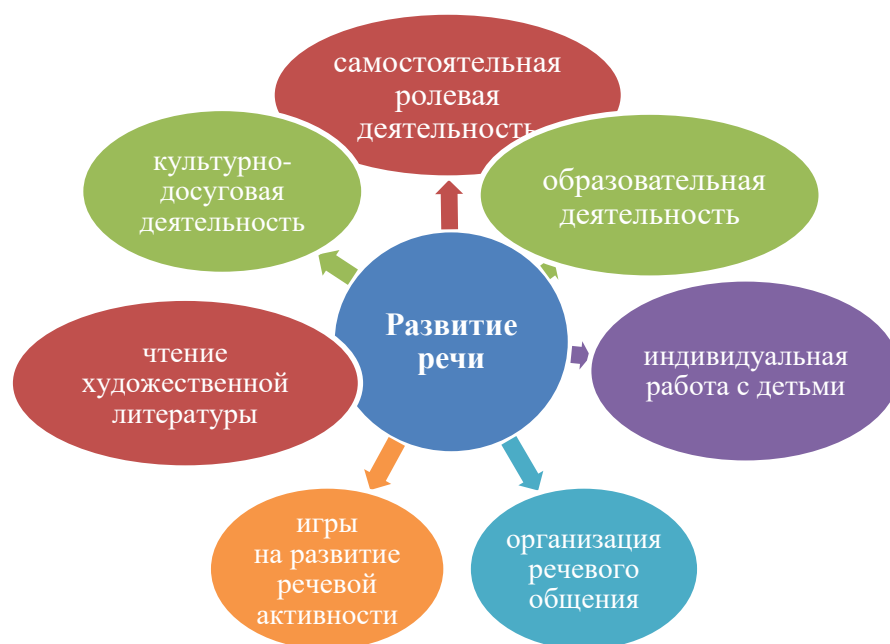 самостоятельная
ролевая
деятельность
культурно-
досуговая
деятельность
образовательная
деятельность
Развитие
речи
чтение
художественной
литературы
индивидуальная
работа с детьми
игры
на развитие
речевой
активности
организация
речевого
общения